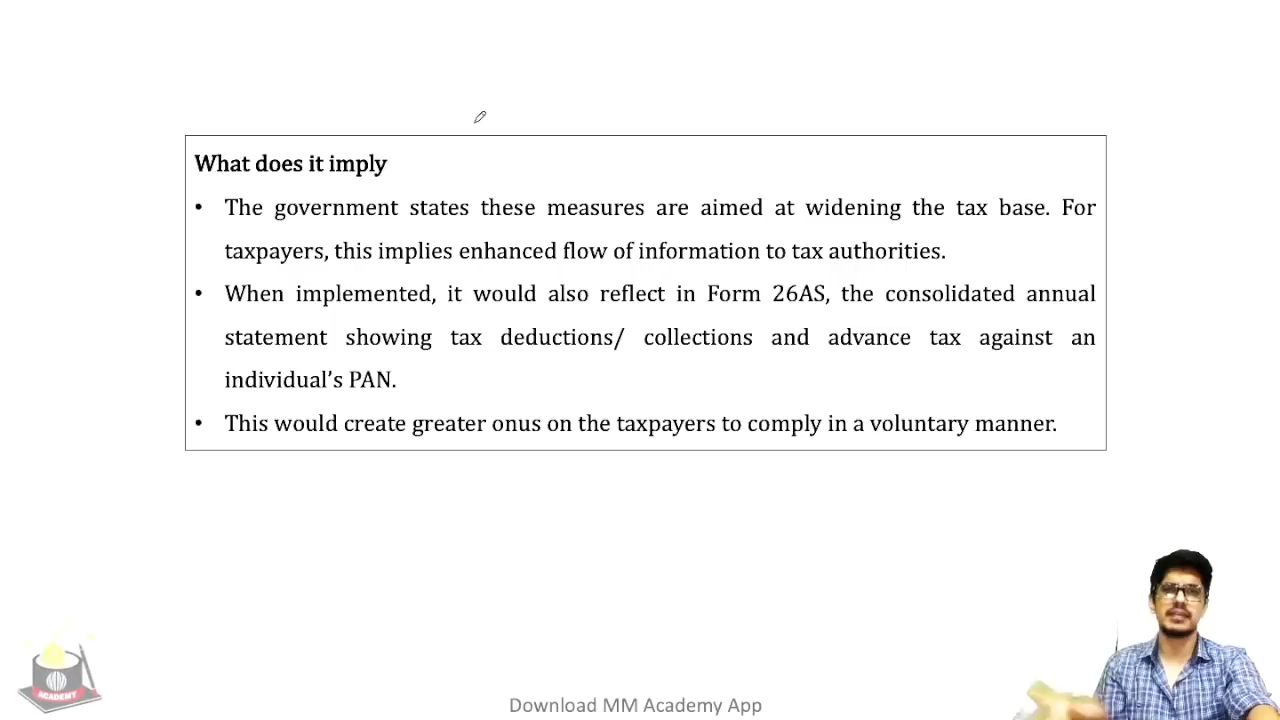 What does it imply
• The government states these measures are aimed at widening the tax base. For
taxpayers, this implies enhanced flow of information to tax authorities.
• When implemented, it would also reflect in Form 26AS, the consolidated annual
statement showing tax deductions/ collections and advance tax against an
individual’s PAN.
• This would create greater onus on the taxpayers to comply in a voluntary manner.
ACADEMY
Download MM Academy App